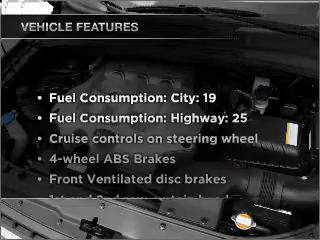 VEHICLE FEATURES
• Fuel Consumption: City: 19
• Fuel Consumption: Highway: 25
• Cruise controls on steering wheel
• 4-wheel ABS Brakes
• Front Ventilated disc brakes